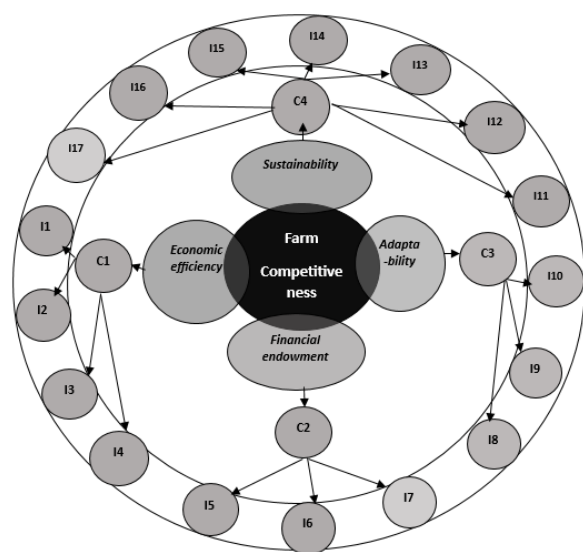 I14
I15
I13
I16
C4
I12
I17
Sustainability
I11
I1
Farm
Competitive
ness
Economic
efficiency
Adapta
-bility
C1
C3
I10
I2
Financial
endowment
I3
I9
C2
I4
I8
I5
I6
I7